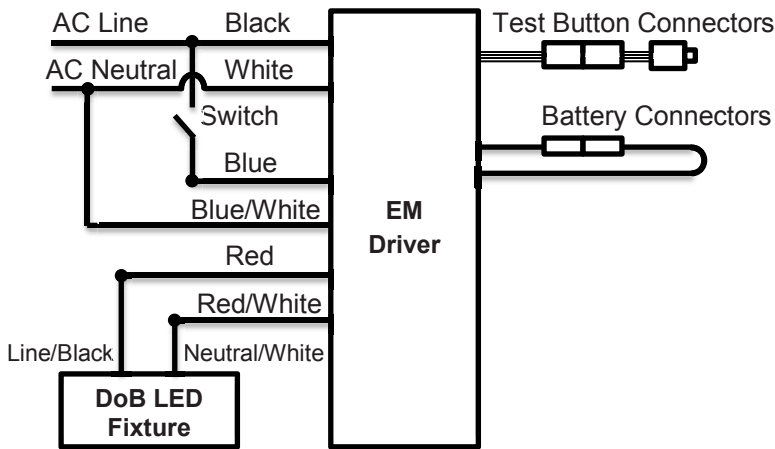 AC Line
Black
Test Button Connectors
AC Neutral
White
Switch
Battery Connectors
Blue
Blue/White
EM
Driver
Red
Red/White
Line/Black
Neutral/White
DoB LED
Fixture